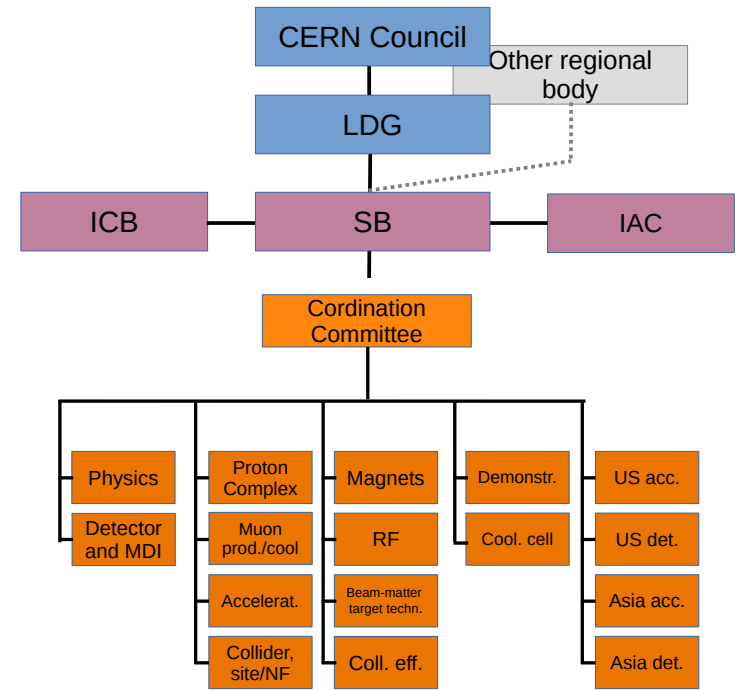 CERN Council
Other regional
body
LDG
ICB
SB
IAC
Cordination
Committee
Physics
Detector
and MDI
Proton
Complex
Muon
prod./cool
Accelerat.
Collider,
site/NF
Magnets
RF
Beam-matter
target techn.
Coll. eff.
Demonstr.
Cool. cell
US acc.
US det.
Asia acc.
Asia det.